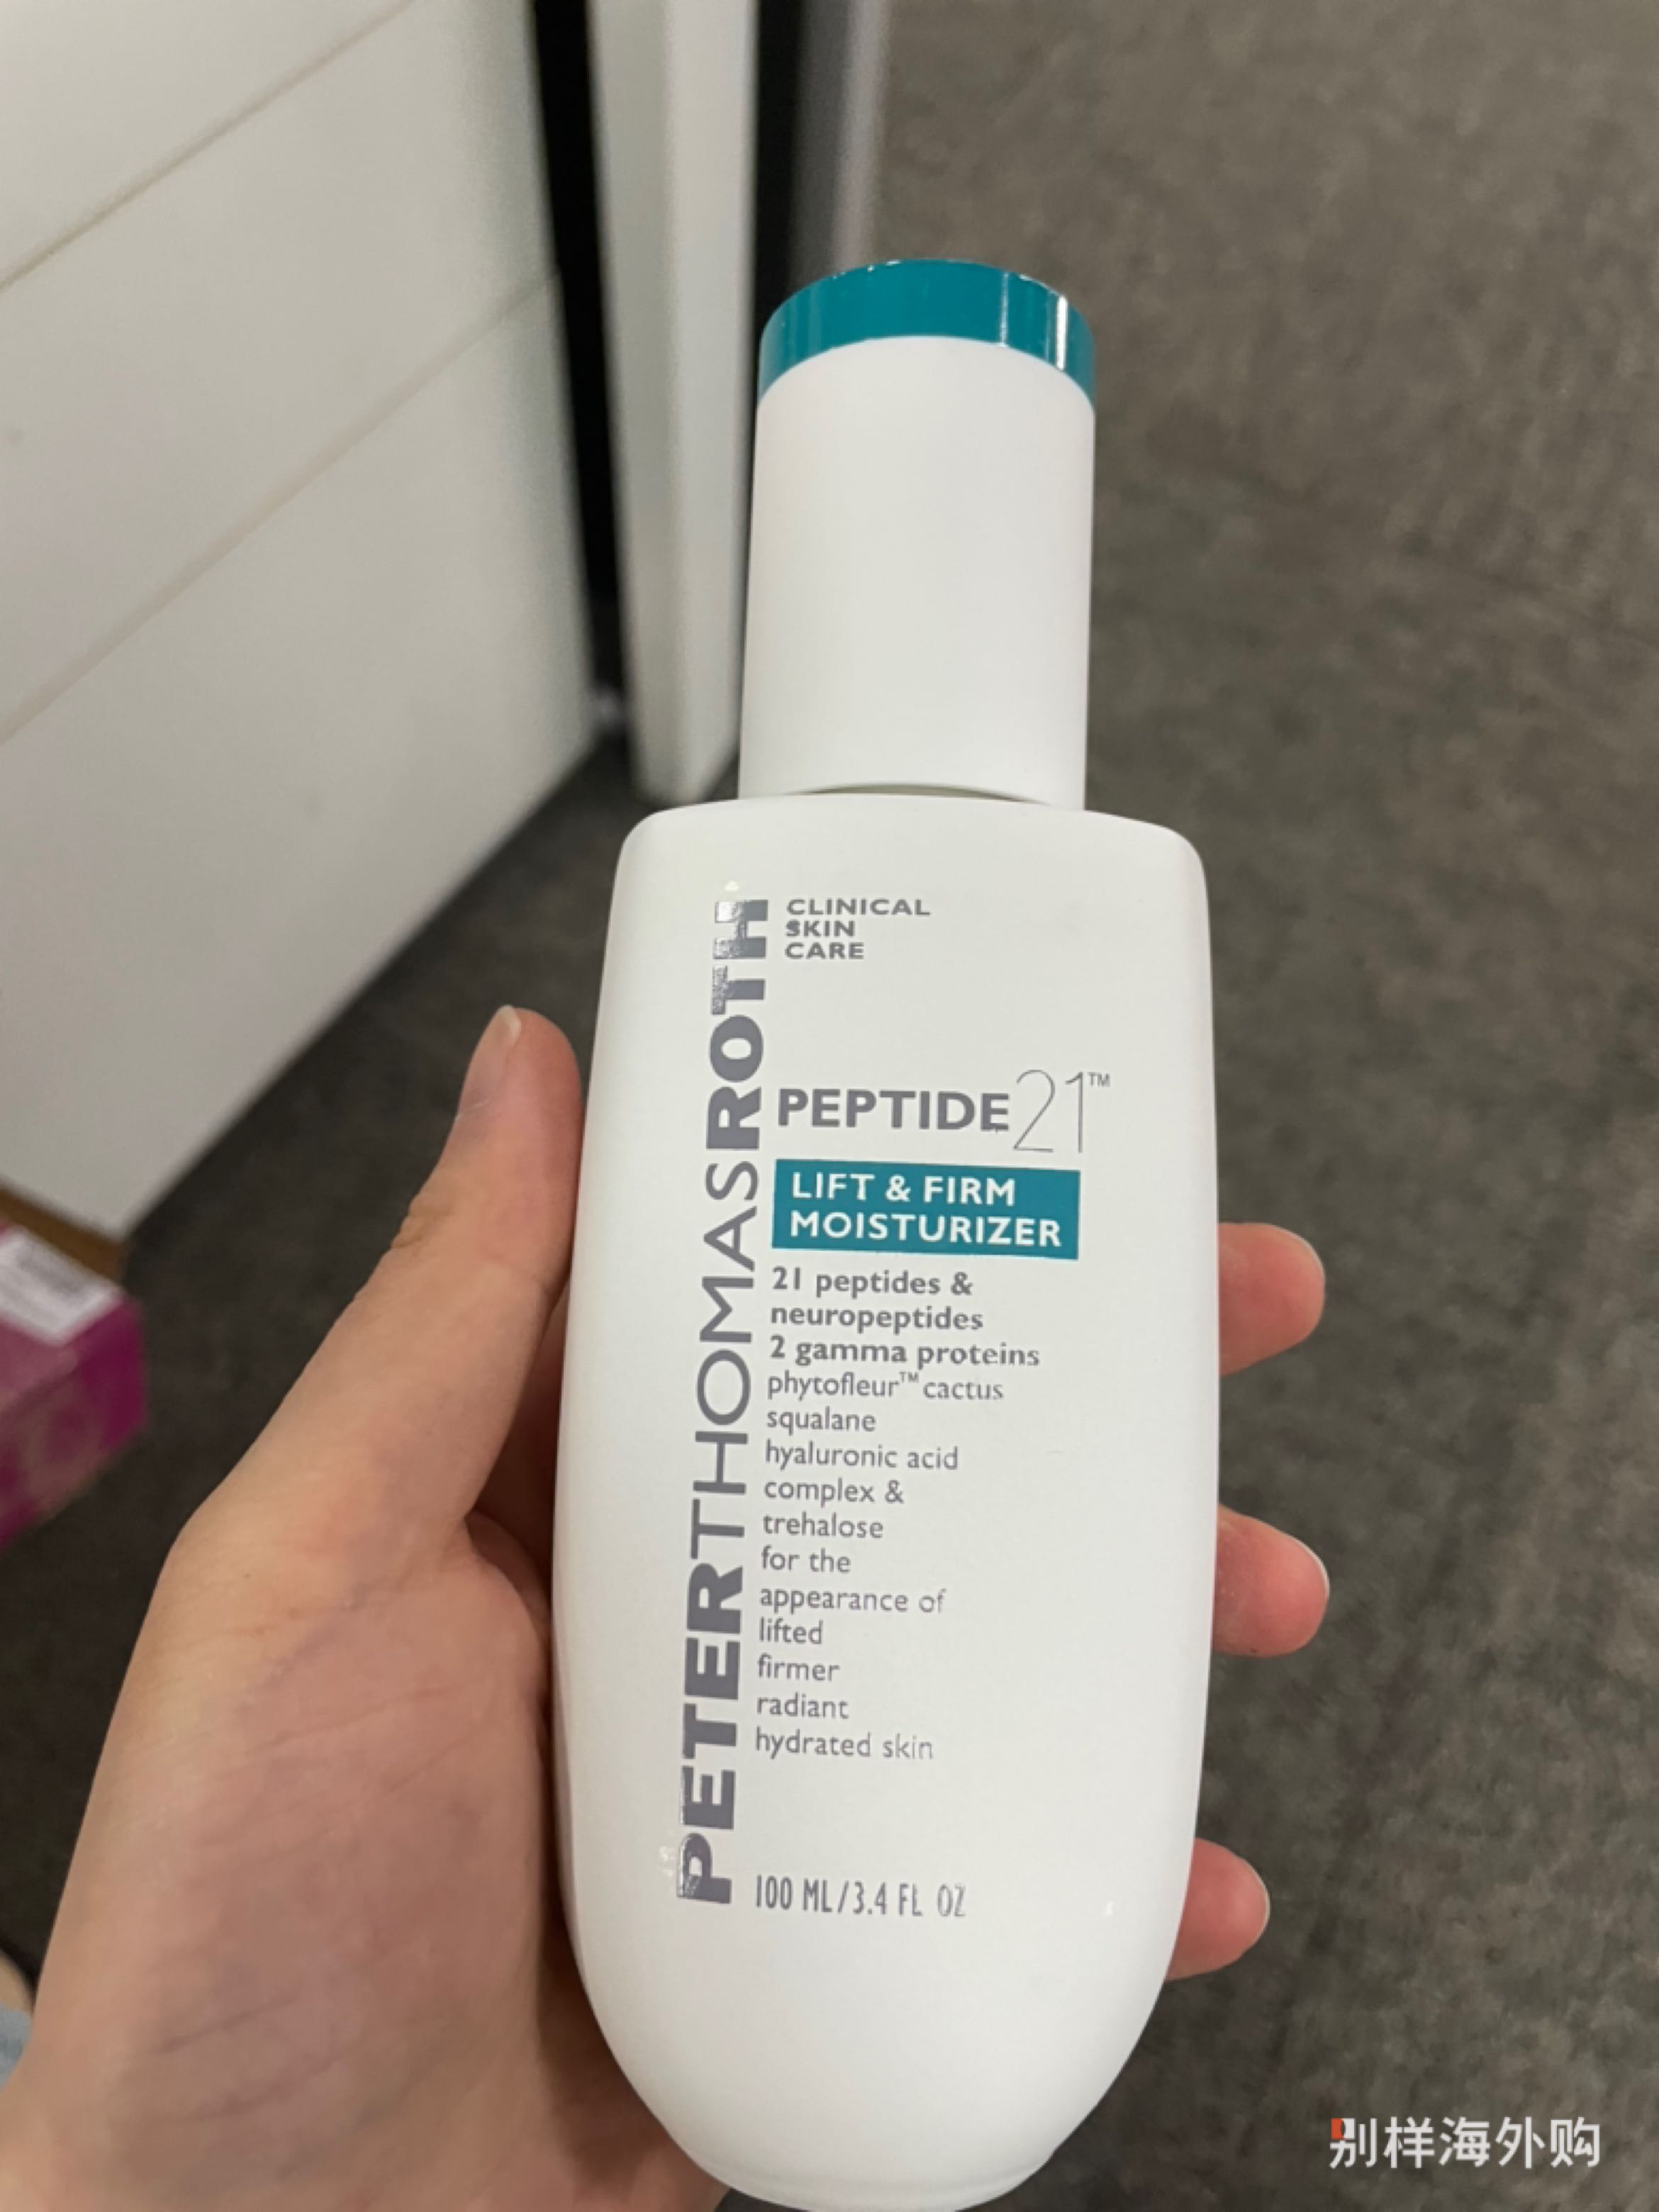 PETERTHOMASROTH
CLINICAL
SKIN
CARE
PEPTIDE21™
LIFT & FIRM
MOISTURIZER
21 peptides &
neuropeptides
2 gamma proteins
phytofleur™ cactus
squalane
hyaluronic acid
complex &
trehalose
for the
appearance of
lifted
firmer
radiant
hydrated skin
100 ML/3.4 FL OZ
别样海外购